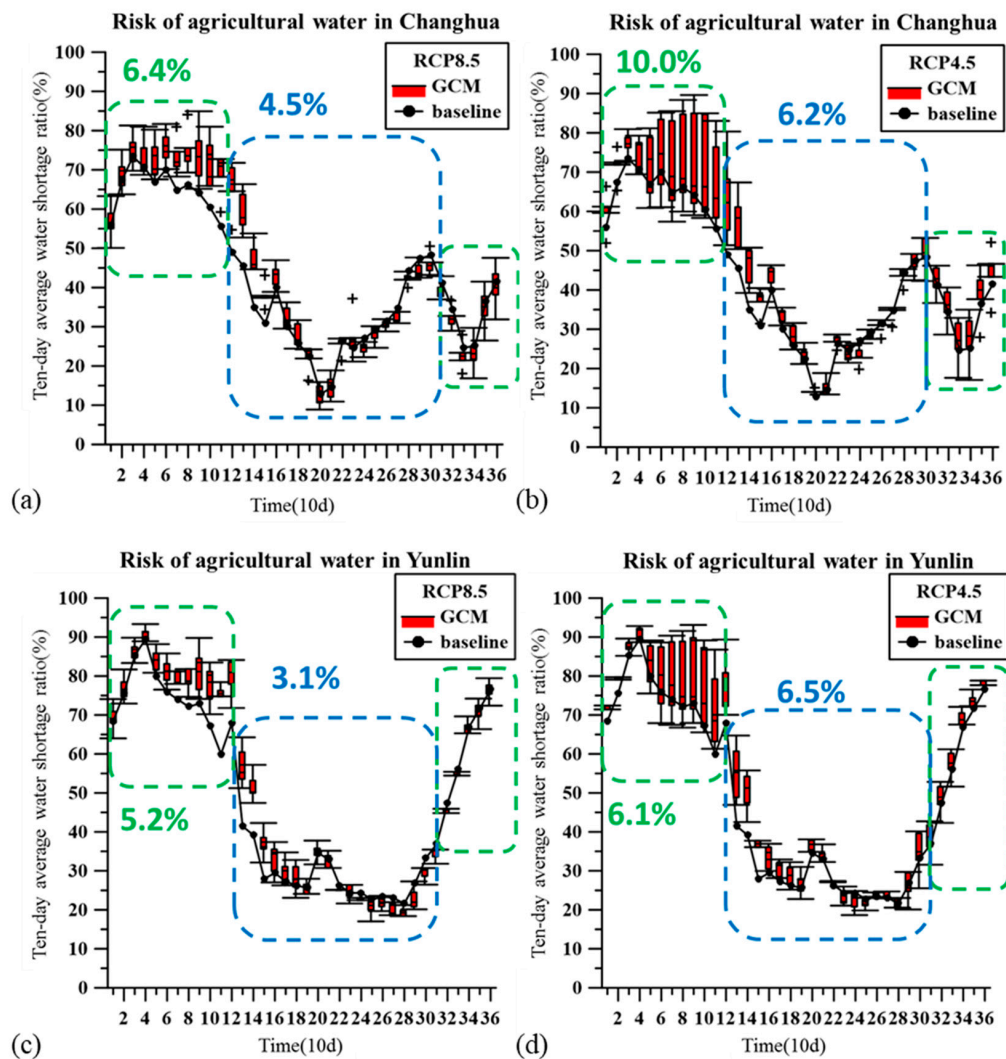 Risk of agricultural water in Changhua
RCP8.5
GCM
baseline
6.4%
4.5%
Ten-day average water shortage ratio(%)
100
90
80
70
60
50
40
30
20
10
0
2 4 6 8 10 12 14 16 18 20 22 24 26 28 30 32 34 36
Time(10d)
(a)
Risk of agricultural water in Changhua
RCP4.5
GCM
baseline
10.0%
6.2%
Ten-day average water shortage ratio(%)
100
90
80
70
60
50
40
30
20
10
0
2 4 6 8 10 12 14 16 18 20 22 24 26 28 30 32 34 36
Time(10d)
(b)
Risk of agricultural water in Yunlin
RCP8.5
GCM
baseline
3.1%
5.2%
Ten-day average water shortage ratio(%)
100
90
80
70
60
50
40
30
20
10
0
2 4 6 8 10 12 14 16 18 20 22 24 26 28 30 32 34 36
Time(10d)
(c)
Risk of agricultural water in Yunlin
RCP4.5
GCM
baseline
6.5%
6.1%
Ten-day average water shortage ratio(%)
100
90
80
70
60
50
40
30
20
10
0
2 4 6 8 10 12 14 16 18 20 22 24 26 28 30 32 34 36
Time(10d)
(d)